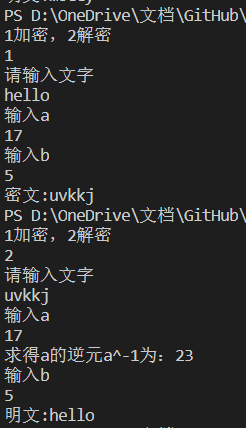 PS D:\OneDrive\文档\GitHub\
1加密，2解密
1
请输入文字
hello
输入a
17
输入b
5
密文:uvkkj
PS D:\OneDrive\文档\GitHub\
1加密，2解密
2
请输入文字
uvkkj
输入a
17
求得a的逆元a^-1为：23
输入b
5
明文:hello